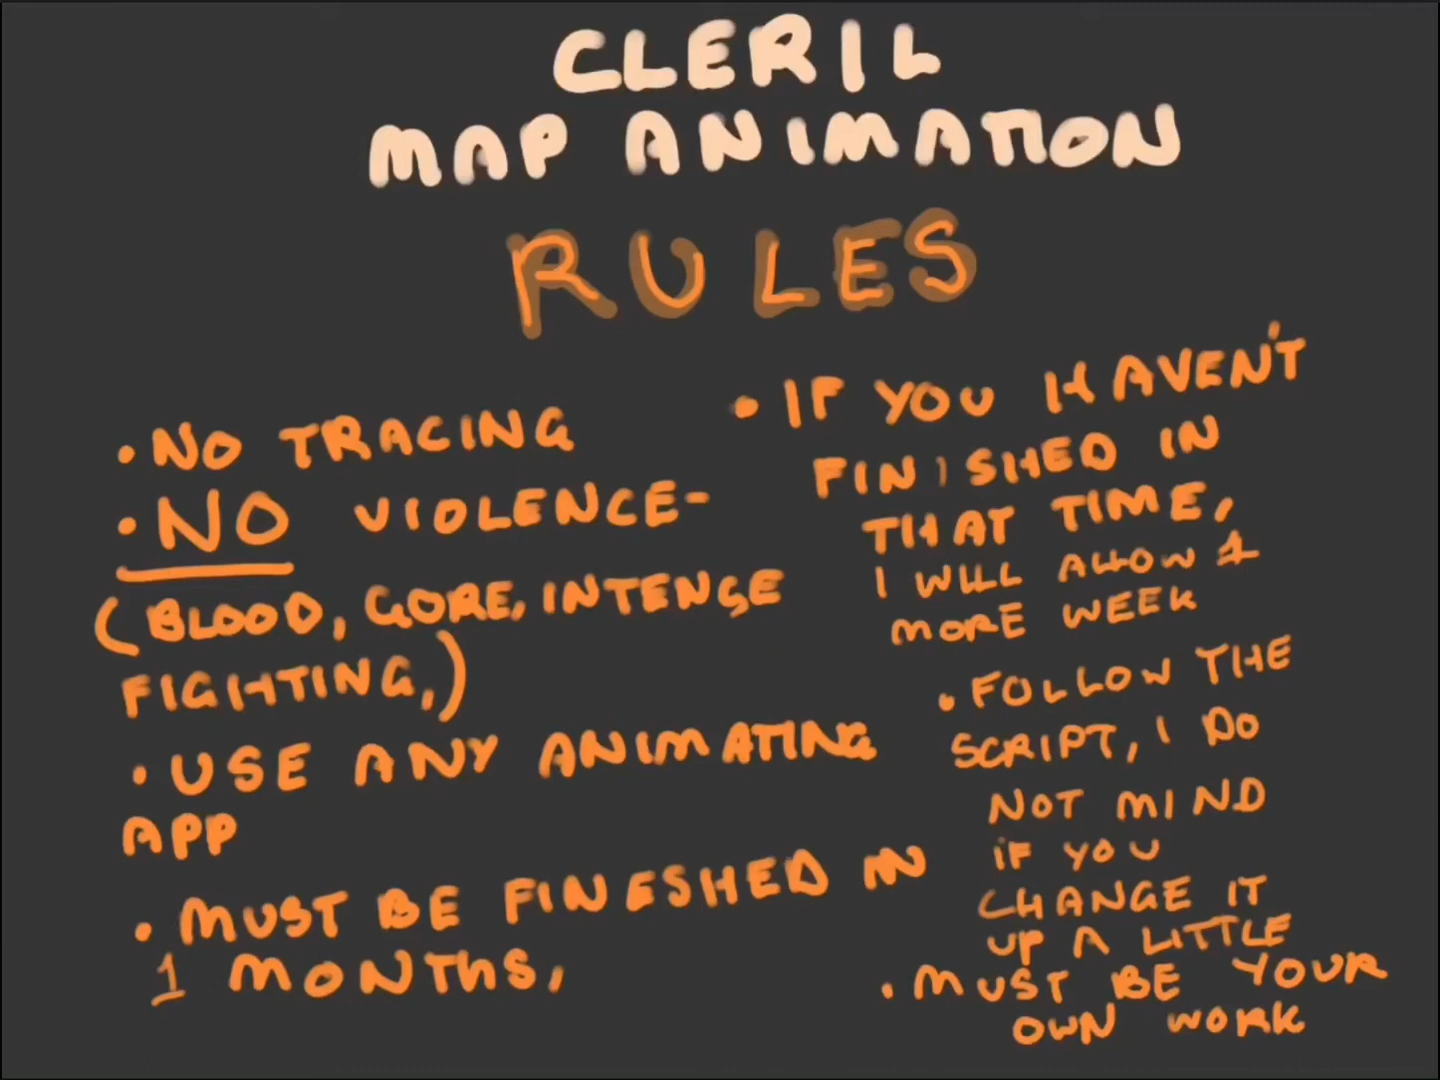 CLERIL
MAP ANIMATION
RULES
• NO TRACING
• NO VIOLENCE-
(BLOOD, GORE, INTENSE
FIGHTING,)
• USE ANY ANIMATING
APP
• MUST BE FINESHED IN
1 MONTHS,
• IF YOU HAVEN'T
FINISHED IN
THAT TIME,
I WILL ALLOW 1
MORE WEEK
• FOLLOW THE
SCRIPT, I DO
NOT MIND
IF YOU
CHANGE IT
UP A LITTLE
• MUST BE YOUR
OWN WORK